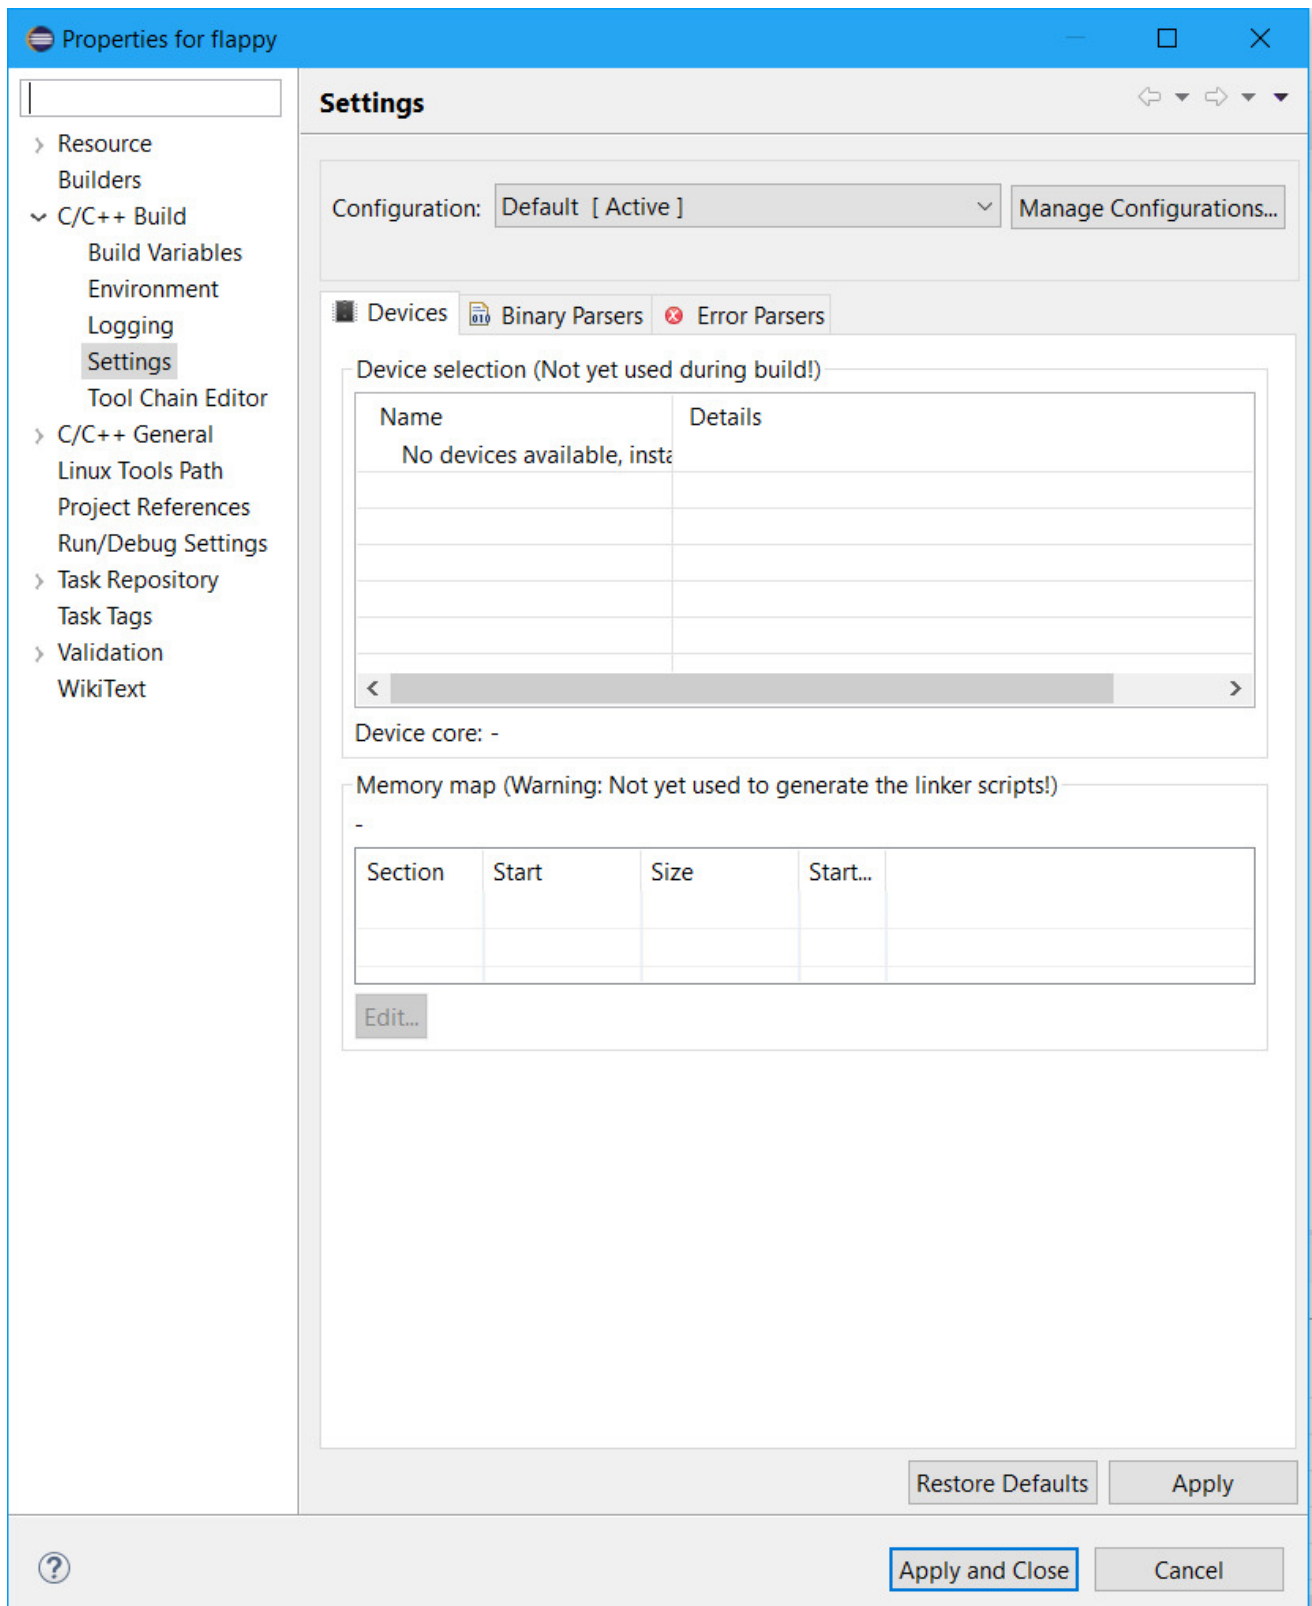 Properties for flappy
Settings
Resource
Builders
C/C++ Build
Build Variables
Environment
Logging
Settings
Tool Chain Editor
C/C++ General
Linux Tools Path
Project References
Run/Debug Settings
Task Repository
Task Tags
Validation
WikiText
Configuration: Default [ Active ] Manage Configurations...
Devices Binary Parsers Error Parsers
Device selection (Not yet used during build!)
Name Details
No devices available, insta
Device core: -
Memory map (Warning: Not yet used to generate the linker scripts!)
-
Section Start Size Start...
Edit...
Restore Defaults Apply
? Apply and Close Cancel